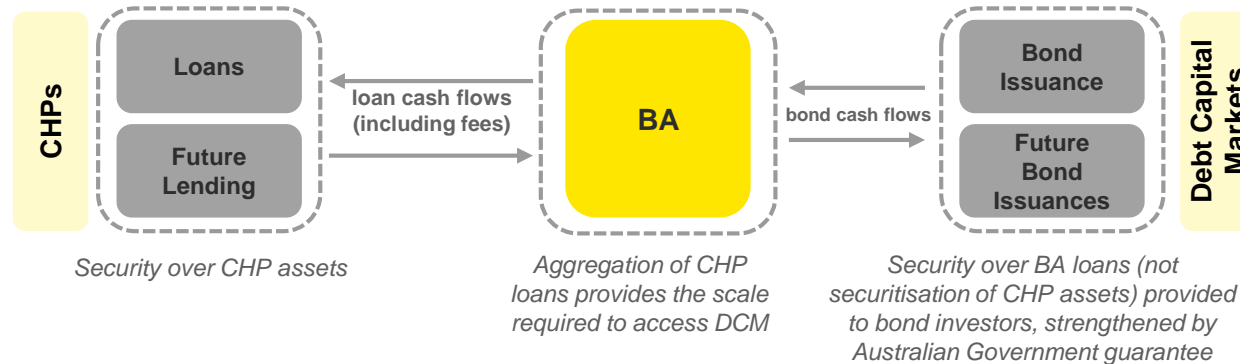 CHPs
Loans
Future
Lending
loan cash flows
(including fees)
BA
bond cash flows
Bond
Issuance
Future
Bond
Issuances
Debt Capital
Markets
Security over CHP assets
Aggregation of CHP
loans provides the scale
required to access DCM
Security over BA loans (not
securitisation of CHP assets) provided
to bond investors, strengthened by
Australian Government guarantee